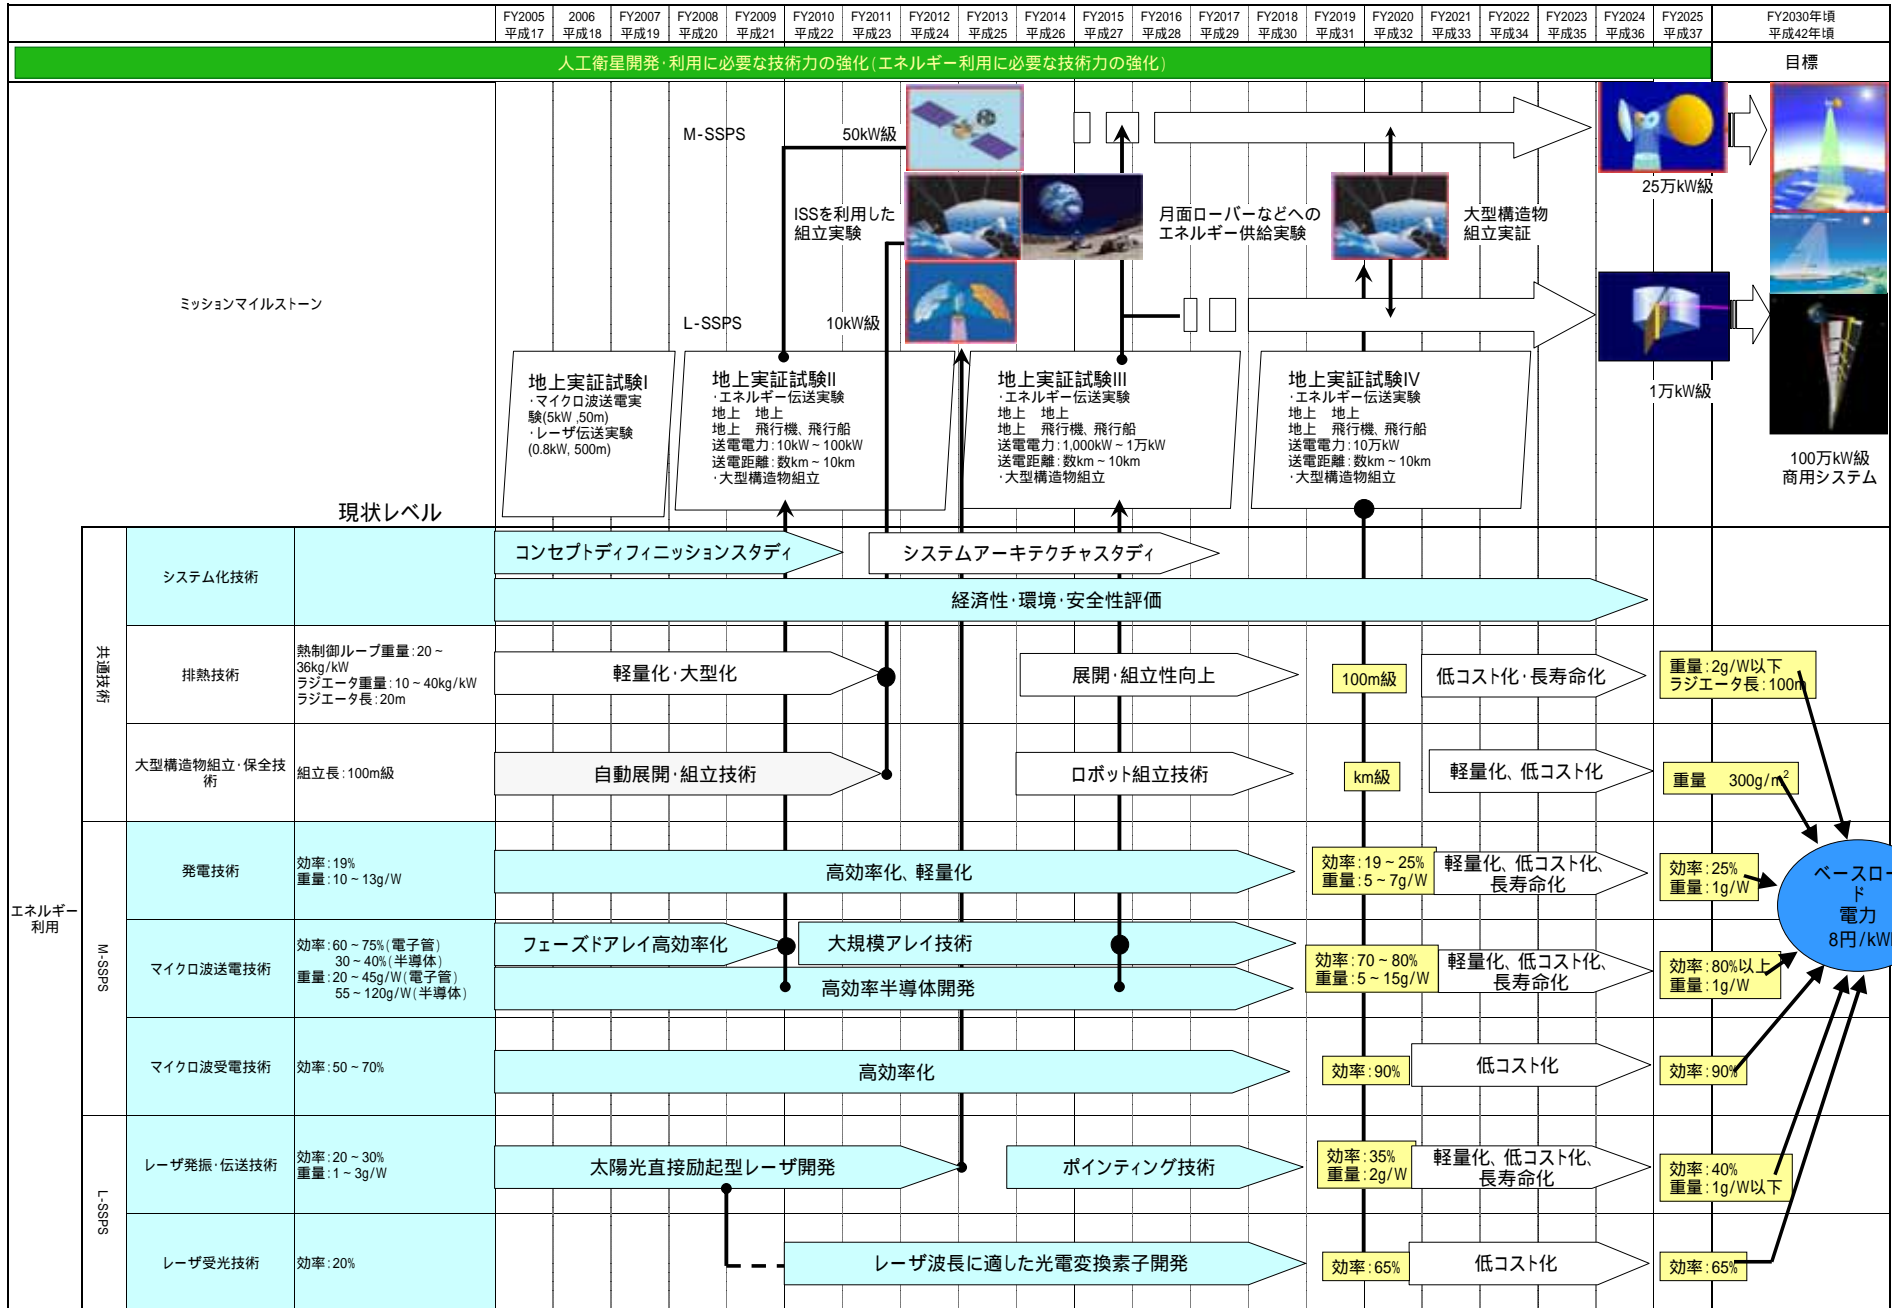 FY2005 2006 FY2007 FY2008 FY2009 FY2010 FY2011 FY2012 FY2013 FY2014 FY2015 FY2016 FY2017 FY2018 FY2019 FY2020 FY2021 FY2022 FY2023 FY2024 FY2025 FY2030年頃
平成17 平成18 平成19 平成20 平成21 平成22 平成23 平成24 平成25 平成26 平成27 平成28 平成29 平成30 平成31 平成32 平成33 平成34 平成35 平成36 平成37 平成42年頃
人工衛星開発・利用に必要な技術力の強化(エネルギー利用に必要な技術力の強化)
目標
ミッションマイルストーン
M-SSPS
50kW級
ISSを利用した
組立実験
月面ローバーなどへの
エネルギー供給実験
大型構造物
組立実証
25万kW級
L-SSPS
10kW級
1万kW級
100万kW級
商用システム
地上実証試験I
・マイクロ波送電実
験(5kW ,50m)
・レーザ伝送実験
(0.8kW, 500m)
地上実証試験II
・エネルギー伝送実験
地上 地上
地上 飛行機、飛行船
送電電力:10kW~100kW
送電距離:数km~10km
・大型構造物組立
地上実証試験III
・エネルギー伝送実験
地上 地上
地上 飛行機、飛行船
送電電力:1,000kW~1万kW
送電距離:数km~10km
・大型構造物組立
地上実証試験IV
・エネルギー伝送実験
地上 地上
地上 飛行機、飛行船
送電電力:10万kW
送電距離:数km~10km
・大型構造物組立
現状レベル
エネルギー
利用
共通技術
システム化技術
コンセプトディフィニッションスタディ
システムアーキテクチャスタディ
経済性・環境・安全性評価
排熱技術
熱制御ループ重量:20~
36kg/kW
ラジエータ重量:10~40kg/kW
ラジエータ長:20m
軽量化・大型化
展開・組立性向上
100m級
低コスト化・長寿命化
重量:2g/W以下
ラジエータ長:100m
大型構造物組立・保全技
術
組立長:100m級
自動展開・組立技術
ロボット組立技術
km級
軽量化、低コスト化
重量 300g/m2
M-SSPS
発電技術
効率:19%
重量:10~13g/W
高効率化、軽量化
効率:19~25%
重量:5~7g/W
軽量化、低コスト化、
長寿命化
効率:25%
重量:1g/W
ベースロー
ド
電力
8円/kW
マイクロ波送電技術
効率:60~75%(電子管)
30~40%(半導体)
重量:20~45g/W(電子管)
55~120g/W(半導体)
フェーズドアレイ高効率化
大規模アレイ技術
高効率半導体開発
効率:70~80%
重量:5~15g/W
軽量化、低コスト化、
長寿命化
効率:80%以上
重量:1g/W
マイクロ波受電技術
効率:50~70%
高効率化
効率:90%
低コスト化
効率:90%
L-SSPS
レーザ発振・伝送技術
効率:20~30%
重量:1~3g/W
太陽光直接励起型レーザ開発
ポインティング技術
効率:35%
重量:2g/W
軽量化、低コスト化、
長寿命化
効率:40%
重量:1g/W以下
レーザ受光技術
効率:20%
レーザ波長に適した光電変換素子開発
効率:65%
低コスト化
効率:65%